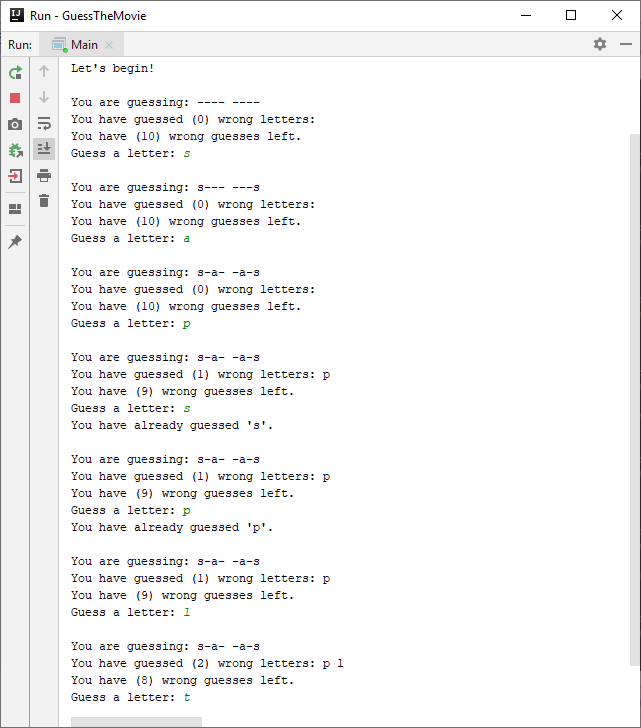 Run - GuessTheMovie
Run: Main
Let's begin!
You are guessing: ---- ----
You have guessed (0) wrong letters:
You have (10) wrong guesses left.
Guess a letter: s
You are guessing: s--- ---s
You have guessed (0) wrong letters:
You have (10) wrong guesses left.
Guess a letter: a
You are guessing: s-a- -a-s
You have guessed (0) wrong letters:
You have (10) wrong guesses left.
Guess a letter: p
You are guessing: s-a- -a-s
You have guessed (1) wrong letters: p
You have (9) wrong guesses left.
Guess a letter: s
You have already guessed 's'.
You are guessing: s-a- -a-s
You have guessed (1) wrong letters: p
You have (9) wrong guesses left.
Guess a letter: p
You have already guessed 'p'.
You are guessing: s-a- -a-s
You have guessed (1) wrong letters: p
You have (9) wrong guesses left.
Guess a letter: l
You are guessing: s-a- -a-s
You have guessed (2) wrong letters: p l
You have (8) wrong guesses left.
Guess a letter: t